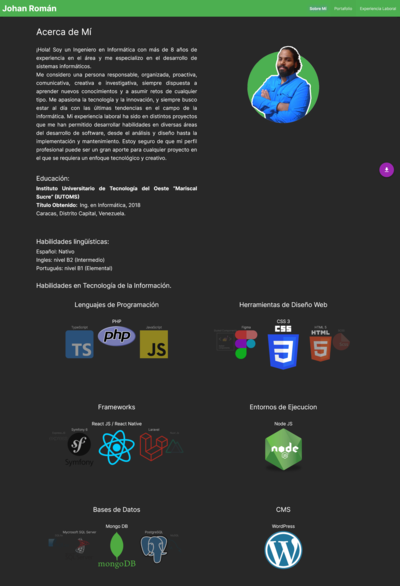 Johan Román
Sobre Mí
Portafolio
Experiencia Laboral
Acerca de Mí
¡Hola! Soy un Ingeniero en Informática con más de 8 años de
experiencia en el área y me especializo en el desarrollo de
sistemas informáticos.
Me considero una persona responsable, organizada, proactiva,
comunicativa, creativa e investigativa, siempre dispuesta a
aprender nuevos conocimientos y a asumir retos de cualquier
tipo. Me apasiona la tecnología y la innovación, y siempre busco
estar al día con las últimas tendencias en el campo de la
Informática. Mi experiencia laboral ha sido en distintos proyectos
que me han permitido desarrollar habilidades en diversas áreas
del desarrollo de software, desde el análisis y diseño hasta la
implementación y mantenimiento. Estoy seguro de que mi perfil
profesional puede ser un gran aporte para cualquier proyecto en
el que se requiera un enfoque tecnológico y creativo.
Educación:
Instituto Universitario de Tecnología del Oeste "Mariscal
Sucre" (IUTOMS)
Título Obtenido: Ing. en Informática, 2018
Caracas, Distrito Capital, Venezuela.
Habilidades lingüísticas:
Español: Nativo
Ingles: nivel B2 (Intermedio)
Portugués: nivel B1 (Elemental)
Habilidades en Tecnología de la Información.
Lenguajes de Programación
TypeScript
PHP
JavaScript
TS
php
JS
Herramientas de Diseño Web
Figma
CSS 3
HTML 5
CSS
HTML
Frameworks
Symfony 6
React JS / React Native
Laravel
sf
Symfony
Entornos de Ejecucion
Node JS
node
Bases de Datos
Microsoft SQL Server
Mongo DB
PostgreSQL
mongoDB
CMS
WordPress